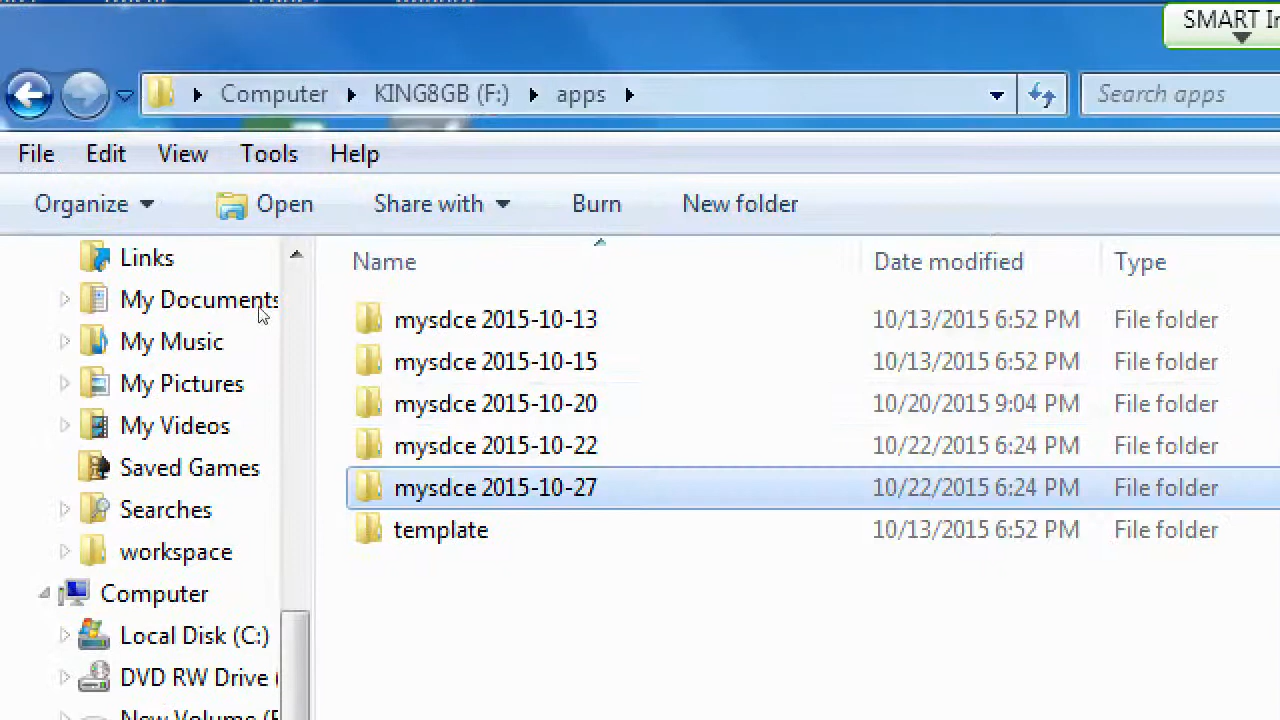 SMART In
Computer KING8GB (F:) apps
Search apps
File Edit View Tools Help
Organize Open Share with Burn New folder
Links
My Documents
My Music
My Pictures
My Videos
Saved Games
Searches
workspace
Computer
Local Disk (C:)
DVD RW Drive (
New Volume (E
Name Date modified Type
mysdce 2015-10-13 10/13/2015 6:52 PM File folder
mysdce 2015-10-15 10/13/2015 6:52 PM File folder
mysdce 2015-10-20 10/20/2015 9:04 PM File folder
mysdce 2015-10-22 10/22/2015 6:24 PM File folder
mysdce 2015-10-27 10/22/2015 6:24 PM File folder
template 10/13/2015 6:52 PM File folder